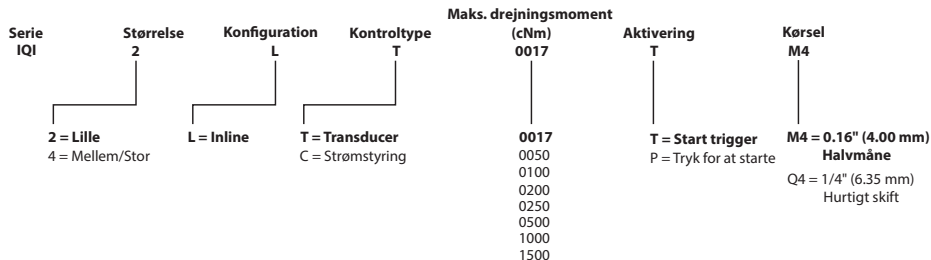 Maks. drejningsmoment
Serie Størrelse Konfiguration Kontroltype (cNm) Aktivering Kørsel
IQI 2 L T 0017 T M4
2 = Lille L = Inline T = Transducer 0017 T = Start trigger M4 = 0.16" (4.00 mm)
4 = Mellem/Stor C = Strømstyring 0050 P = Tryk for at starte Halvmåne
0100 Q4 = 1/4" (6.35 mm)
0200 Hurtigt skift
0250
0500
1000
1500